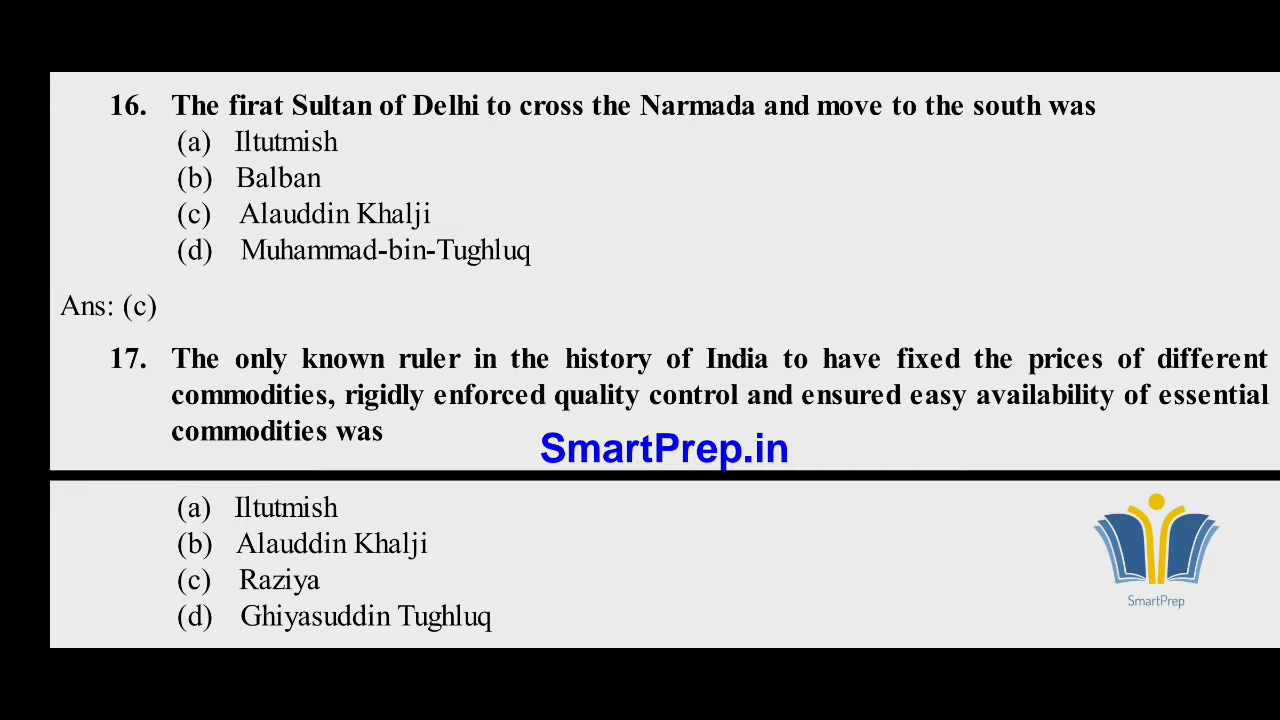 16. The firat Sultan of Delhi to cross the Narmada and move to the south was
(a) Iltutmish
(b) Balban
(c) Alauddin Khalji
(d) Muhammad-bin-Tughluq
Ans: (c)
17. The only known ruler in the history of India to have fixed the prices of different
commodities, rigidly enforced quality control and ensured easy availability of essential
commodities was
SmartPrep.in
(a) Iltutmish
(b) Alauddin Khalji
(c) Raziya
(d) Ghiyasuddin Tughluq
SmartPrep